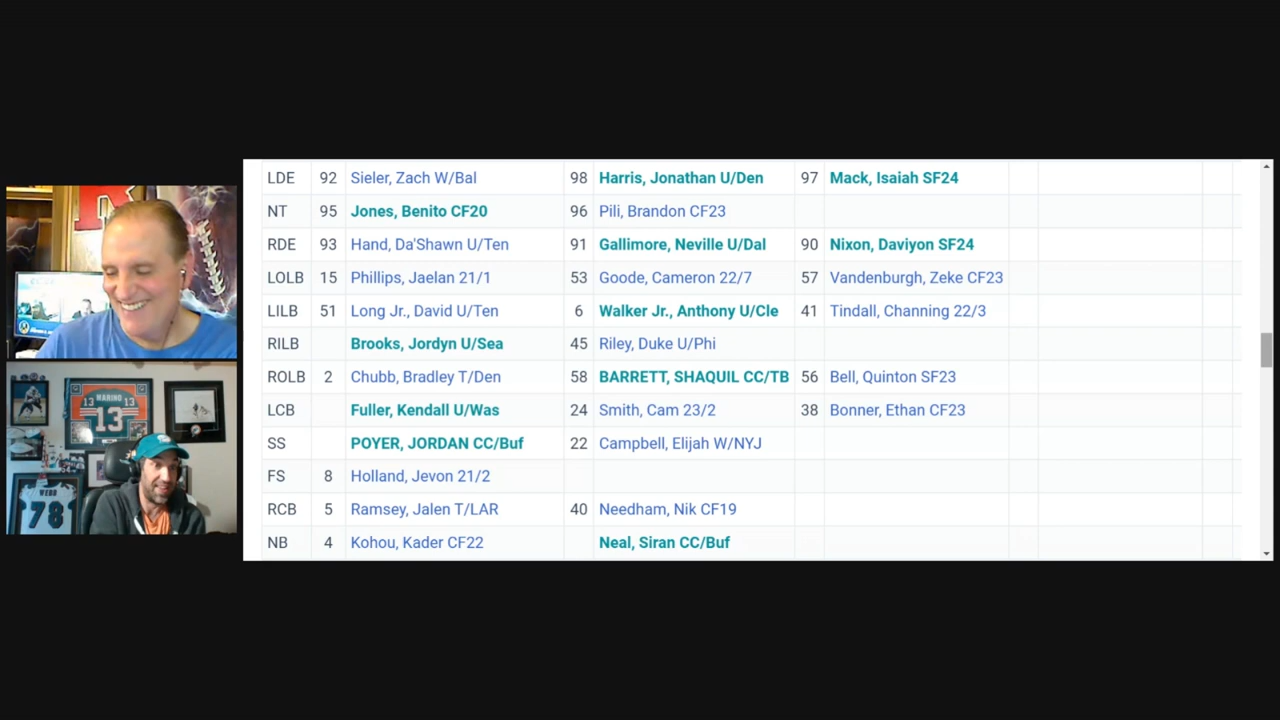 LDE 92 Sieler, Zach W/Bal 98 Harris, Jonathan U/Den 97 Mack, Isaiah SF24
NT 95 Jones, Benito CF20 96 Pili, Brandon CF23
RDE 93 Hand, Da'Shawn U/Ten 91 Gallimore, Neville U/Dal 90 Nixon, Daviyon SF24
LOLB 15 Phillips, Jaelan 21/1 53 Goode, Cameron 22/7 57 Vandenburgh, Zeke CF23
LILB 51 Long Jr., David U/Ten 6 Walker Jr., Anthony U/Cle 41 Tindall, Channing 22/3
RILB Brooks, Jordyn U/Sea 45 Riley, Duke U/Phi
ROLB 2 Chubb, Bradley T/Den 58 BARRETT, SHAQUIL CC/TB 56 Bell, Quinton SF23
LCB Fuller, Kendall U/Was 24 Smith, Cam 23/2 38 Bonner, Ethan CF23
SS POYER, JORDAN CC/Buf 22 Campbell, Elijah W/NYJ
FS 8 Holland, Jevon 21/2
RCB 5 Ramsey, Jalen T/LAR 40 Needham, Nik CF19
NB 4 Kohou, Kader CF22 Neal, Siran CC/Buf
MARINO
13 13
13
WEBB
78